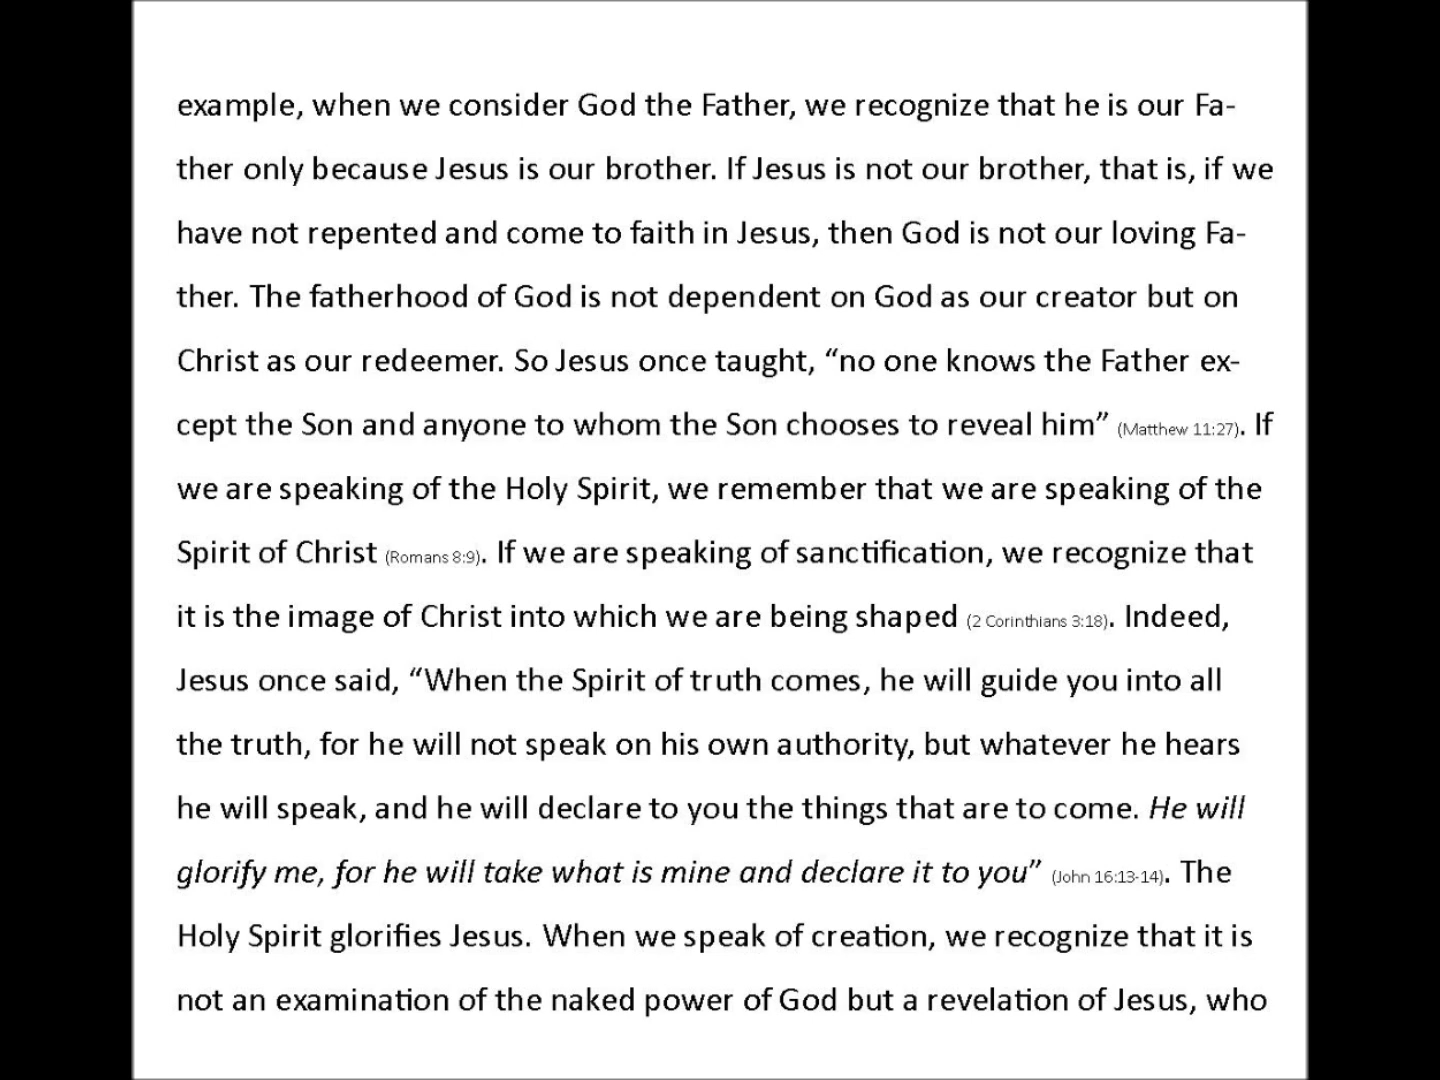 example, when we consider God the Father, we recognize that he is our Fa-
ther only because Jesus is our brother. If Jesus is not our brother, that is, if we
have not repented and come to faith in Jesus, then God is not our loving Fa-
ther. The fatherhood of God is not dependent on God as our creator but on
Christ as our redeemer. So Jesus once taught, “no one knows the Father ex-
cept the Son and anyone to whom the Son chooses to reveal him” (Matthew 11:27). If
we are speaking of the Holy Spirit, we remember that we are speaking of the
Spirit of Christ (Romans 8:9). If we are speaking of sanctification, we recognize that
it is the image of Christ into which we are being shaped (2 Corinthians 3:18). Indeed,
Jesus once said, “When the Spirit of truth comes, he will guide you into all
the truth, for he will not speak on his own authority, but whatever he hears
he will speak, and he will declare to you the things that are to come. He will
glorify me, for he will take what is mine and declare it to you” (John 16:13-14). The
Holy Spirit glorifies Jesus. When we speak of creation, we recognize that it is
not an examination of the naked power of God but a revelation of Jesus, who